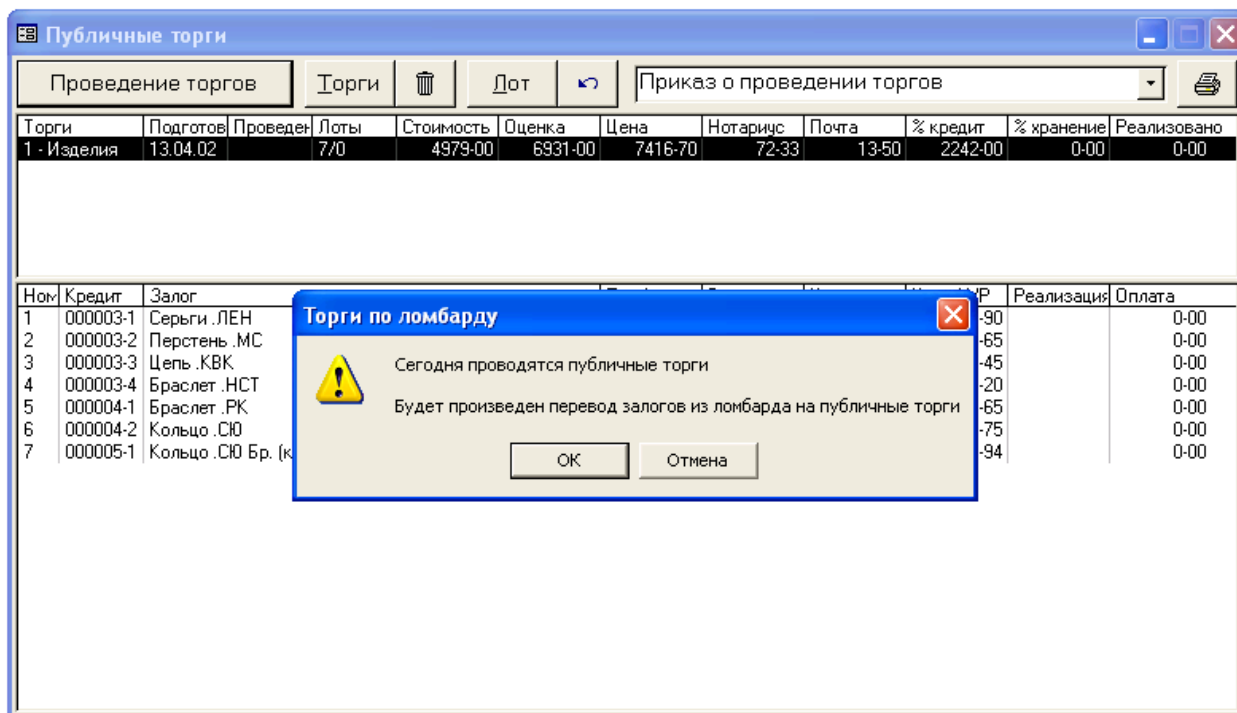 Публичные торги
Проведение торгов Торги Лот Приказ о проведении торгов
Торги Подготов Проведен Лоты Стоимость Оценка Цена Нотариус Почта % кредит % хранение Реализовано
1 - Изделия 13.04.02 7/0 4979-00 6931-00 7416-70 72-33 13-50 2242-00 0-00 0-00
Ном Кредит Залог Реализация Оплата
Торги по ломбарду
1 000003-1 Серьги .ЛЕН -90 0-00
2 000003-2 Перстень .МС -65 0-00
3 000003-3 Цепь .КВК -45 0-00
4 000003-4 Браслет .НСТ -20 0-00
5 000004-1 Браслет .РК -65 0-00
6 000004-2 Кольцо .СЮ -75 0-00
7 000005-1 Кольцо .СЮ Бр. (к -94 0-00
Сегодня проводятся публичные торги
Будет произведен перевод залогов из ломбарда на публичные торги
ОК Отмена